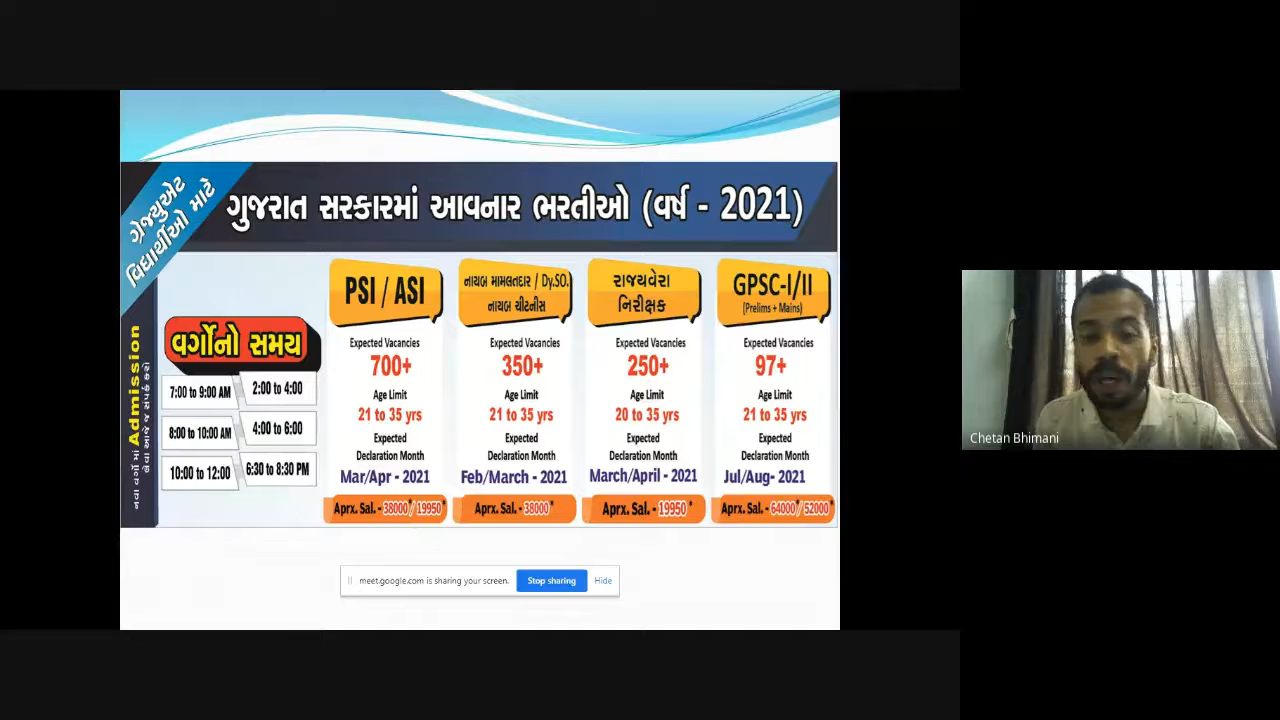 ગ્રેજ્યુએટ
વિદ્યાર્થીઓ માટે
ગુજરાત સરકારમાં આવનાર ભરતીઓ (વર્ષ - 2021)
Admission
નવા વર્ગોમાં
વર્ગોનો સમય
7:00 to 9:00 AM
2:00 to 4:00
8:00 to 10:00 AM
4:00 to 6:00
10:00 to 12:00
6:30 to 8:30 PM
PSI / ASI
Expected Vacancies
700+
Age Limit
21 to 35 yrs
Expected
Declaration Month
Mar/Apr - 2021
Aprx. Sal. - 38000*/19950*
નાયબ મામલતદાર / Dy.SO.
નાયબ ચીટનીસ
Expected Vacancies
350+
Age Limit
21 to 35 yrs
Expected
Declaration Month
Feb/March - 2021
Aprx. Sal. - 38000*
રાજયવેરા
નિરીક્ષક
Expected Vacancies
250+
Age Limit
20 to 35 yrs
Expected
Declaration Month
March/April - 2021
Aprx. Sal. - 19950*
GPSC-I/II
(Prelims + Mains)
Expected Vacancies
97+
Age Limit
21 to 35 yrs
Expected
Declaration Month
Jul/Aug- 2021
Aprx. Sal. - 64000*/52000*
meet.google.com is sharing your screen.
Stop sharing
Hide
Chetan Bhimani